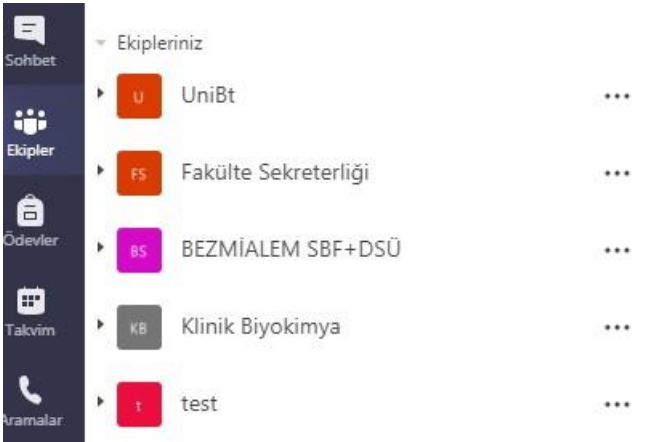 Sohbet
Ekipler
Ödevler
Takvim
Aramalar
Ekipleriniz
U UniBt
FS Fakülte Sekreterliği
BS BEZMİALEM SBF+DSÜ
KB Klinik Biyokimya
t test